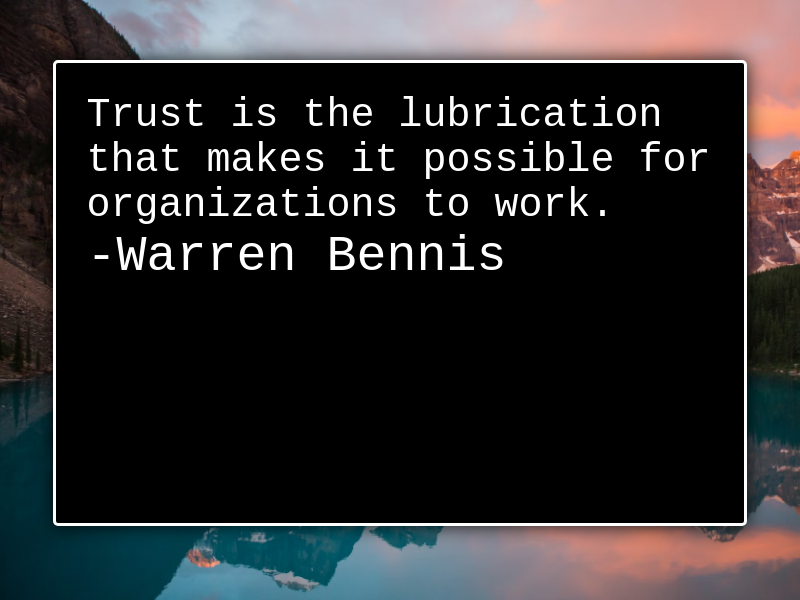 Trust is the lubrication
that makes it possible for
organizations to work.
-Warren Bennis